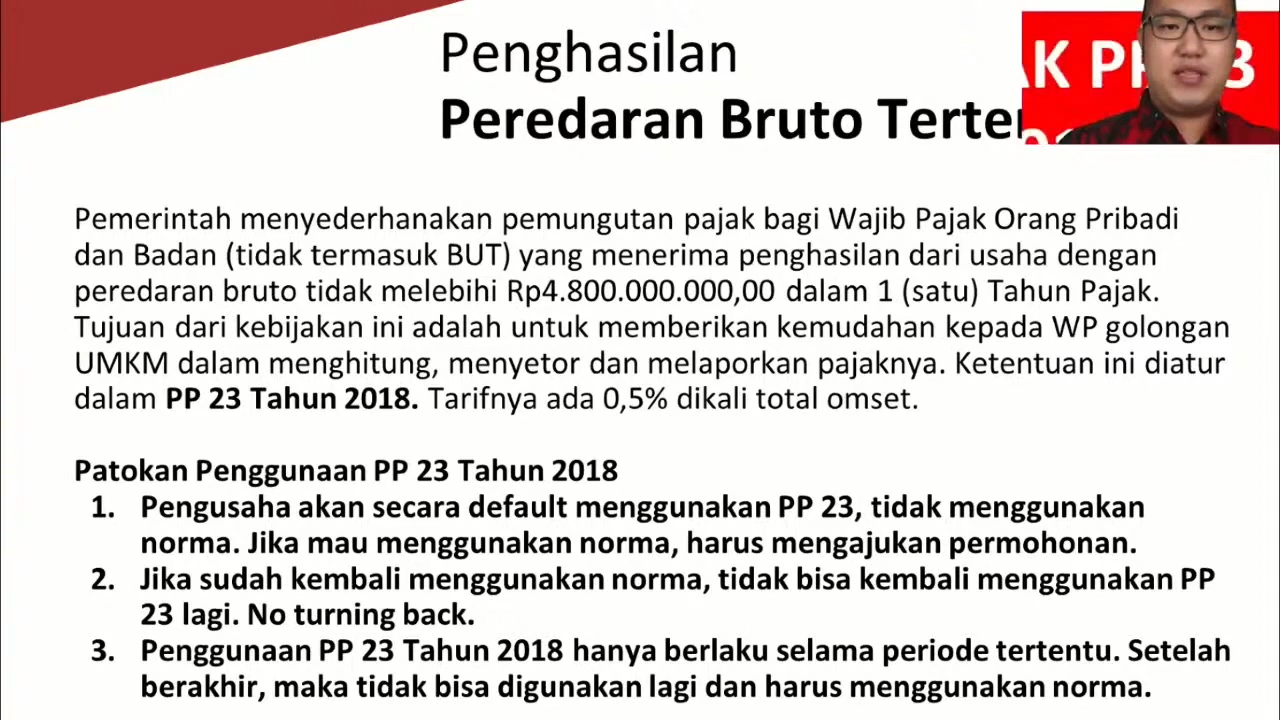 Penghasilan
Peredaran Bruto
AK
Pemerintah menyederhanakan pemungutan pajak bagi Wajib Pajak Orang Pribadi
dan Badan (tidak termasuk BUT) yang menerima penghasilan dari usaha dengan
peredaran bruto tidak melebihi Rp4.800.000.000,00 dalam 1 (satu) Tahun Pajak.
Tujuan dari kebijakan ini adalah untuk memberikan kemudahan kepada WP golongan
UMKM dalam menghitung, menyetor dan melaporkan pajaknya. Ketentuan ini diatur
dalam PP 23 Tahun 2018. Tarifnya ada 0,5% dikali total omset.
Patokan Penggunaan PP 23 Tahun 2018
1. Pengusaha akan secara default menggunakan PP 23, tidak menggunakan
norma. Jika mau menggunakan norma, harus mengajukan permohonan.
2. Jika sudah kembali menggunakan norma, tidak bisa kembali menggunakan PP
23 lagi. No turning back.
3. Penggunaan PP 23 Tahun 2018 hanya berlaku selama periode tertentu. Setelah
berakhir, maka tidak bisa digunakan lagi dan harus menggunakan norma.